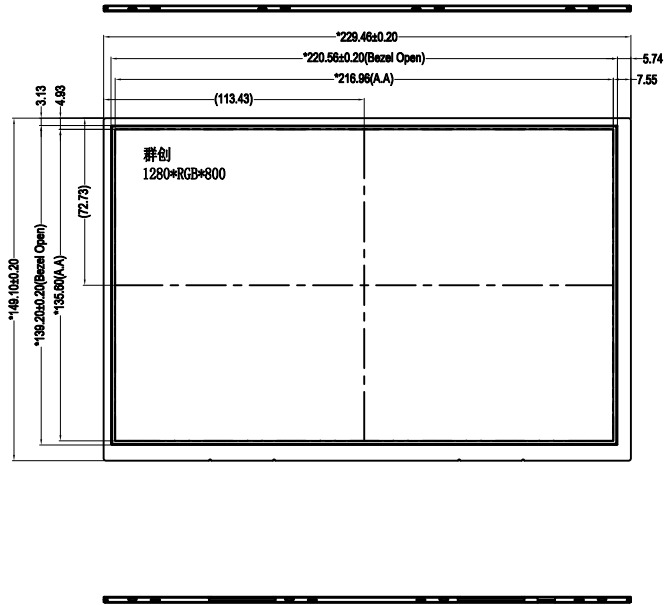 *229.46±0.20
*220.56±0.20(Bezel Open)
5.74
*216.96(A.A)
7.55
(113.43)
3.13
4.93
群创
1280*RGB*800
(72.73)
*149.10±0.20
*139.20±0.20(Bezel Open)
*135.60(A.A)